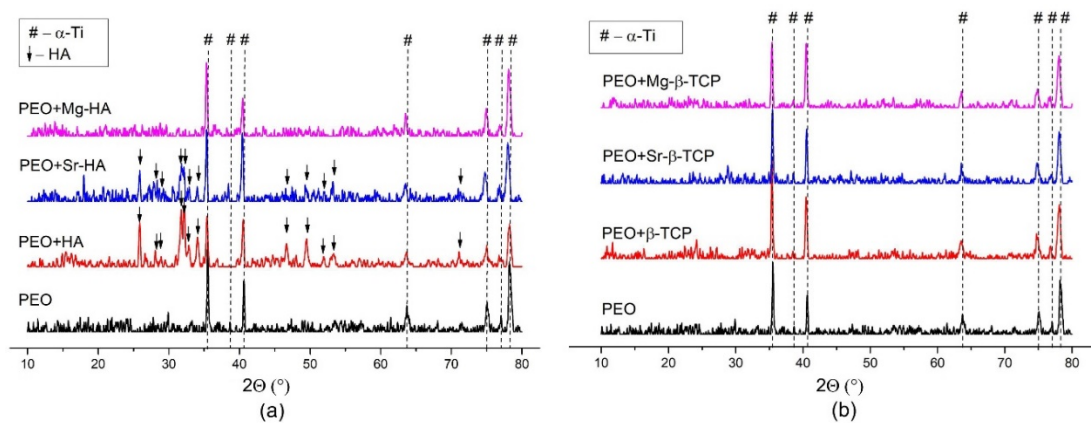 # – α-Ti
↓ – HA
# # # # # # #
PEO+Mg-HA
PEO+Sr-HA
PEO+HA
PEO
10 20 30 40 50 60 70 80
2Θ (°)
(a)
# – α-Ti
# # # # # # #
PEO+Mg-β-TCP
PEO+Sr-β-TCP
PEO+β-TCP
PEO
10 20 30 40 50 60 70 80
2Θ (°)
(b)